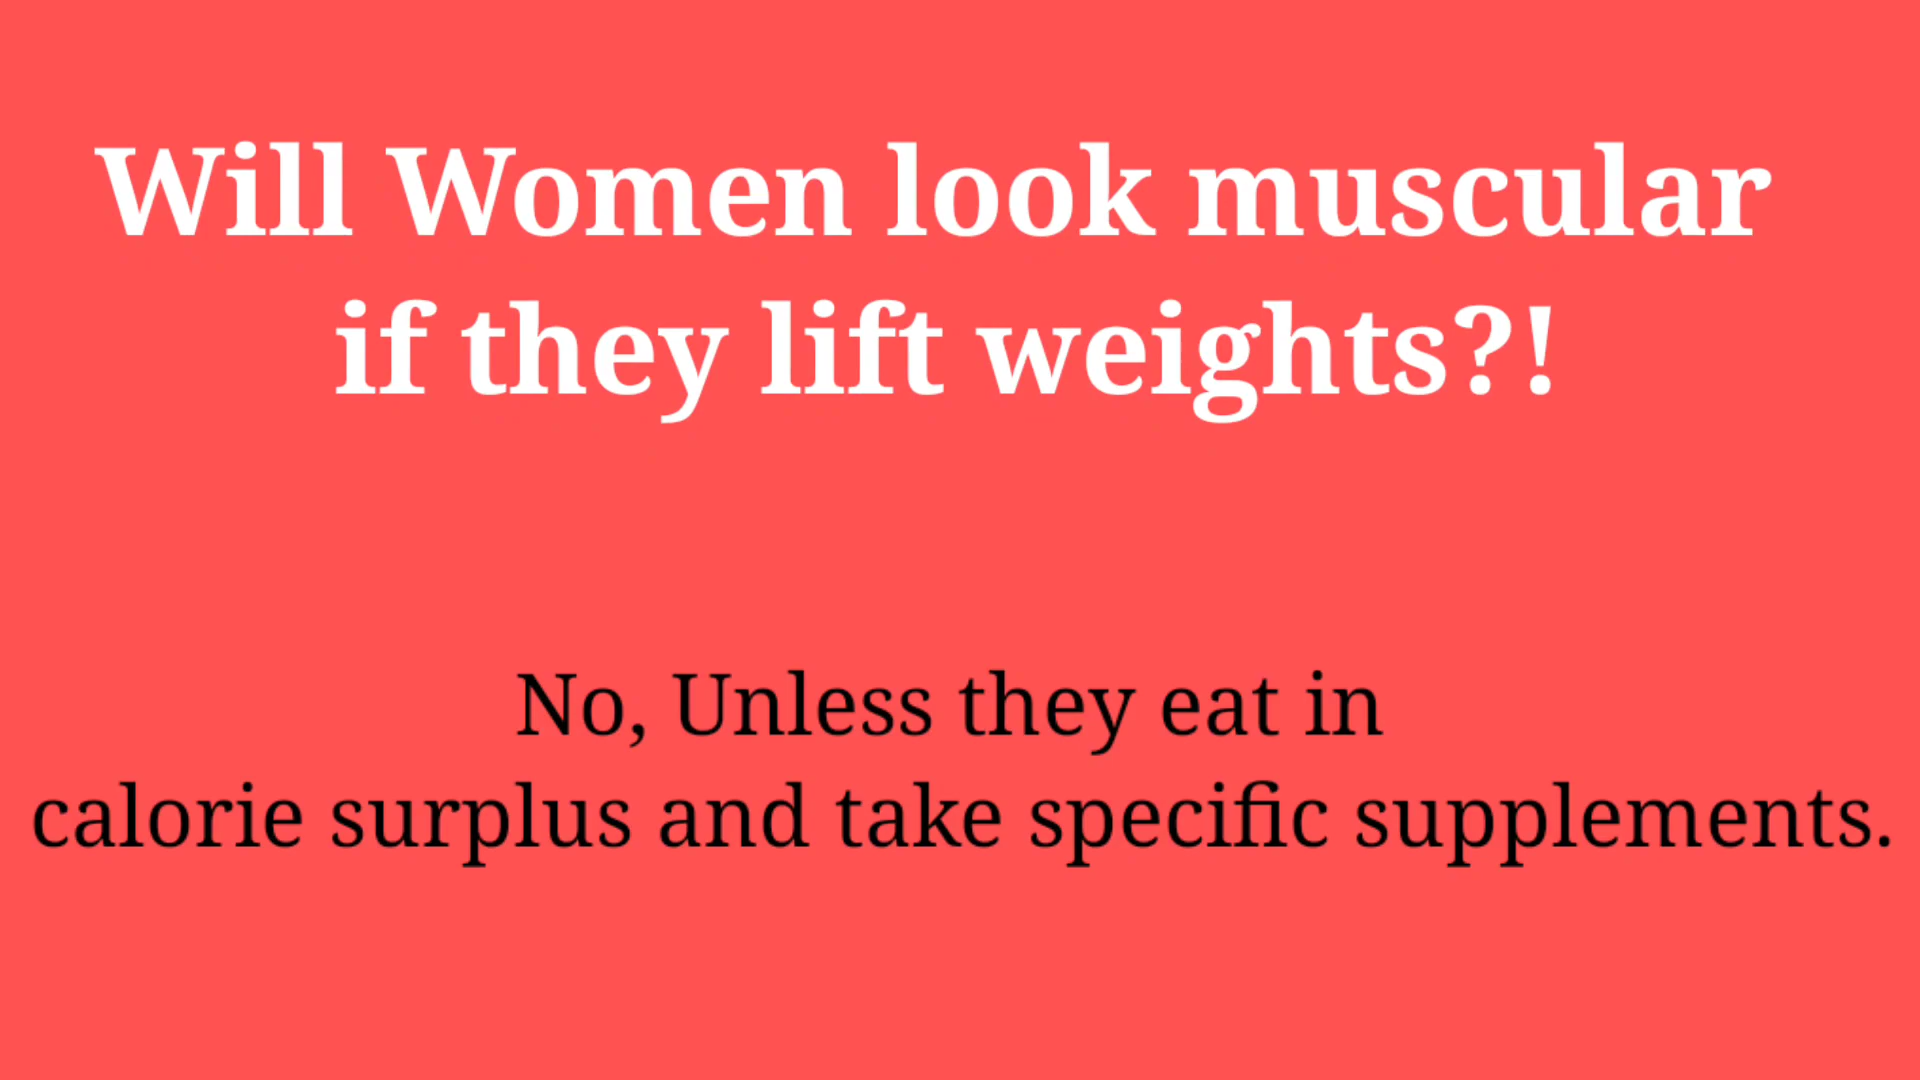 Will Women look muscular
if they lift weights?!
No, Unless they eat in
calorie surplus and take specific supplements.